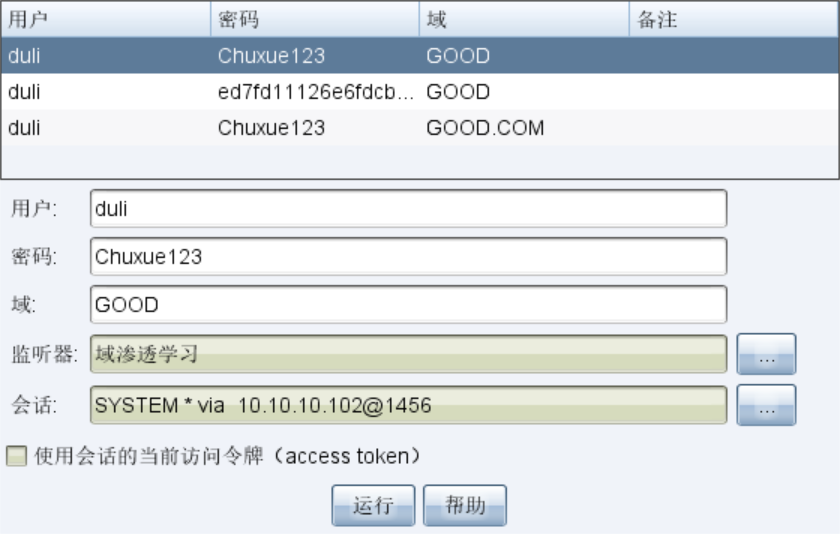 用户 密码 域 备注
duli Chuxue123 GOOD
duli ed7fd11126e6fdcb... GOOD
duli Chuxue123 GOOD.COM
用户: duli
密码: Chuxue123
域: GOOD
监听器: 域渗透学习 ...
会话: SYSTEM * via 10.10.10.102@1456 ...
使用会话的当前访问令牌（access token）
运行 帮助